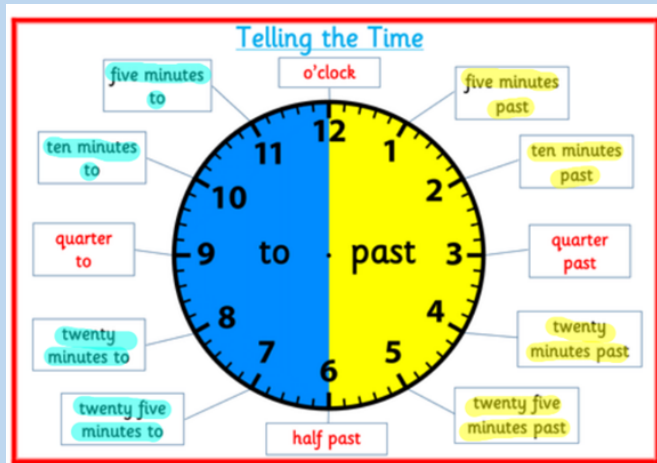 Telling the Time
o'clock
five minutes
to
five minutes
past
ten minutes
to
ten minutes
past
quarter
to
quarter
past
twenty
minutes to
twenty
minutes past
twenty five
minutes to
twenty five
minutes past
half past
12
1
2
3
4
5
6
7
8
9
10
11
to
past